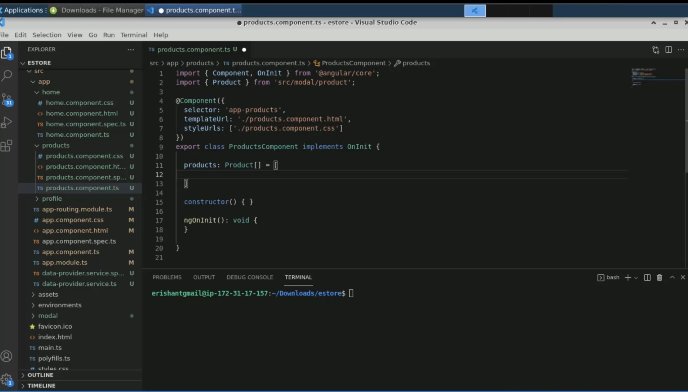 Applications
Downloads - File Manager
products.component.t...
products.component.ts - estore - Visual Studio Code
File Edit Selection View Go Run Terminal Help
EXPLORER
ESTORE
src
app
home
home.component.css U
home.component.html U
home.component.spec.ts U
home.component.ts U
products
products.component.css U
products.component.ht... U
products.component.sp... U
products.component.ts U
profile
app-routing.module.ts M
app.component.css M
app.component.html M
app.component.spec.ts
app.component.ts M
app.module.ts M
data-provider.service.sp... U
data-provider.service.ts U
assets
environments
modal
favicon.ico
index.html
main.ts
polyfills.ts
styles.css
OUTLINE
TIMELINE
TS products.component.ts U
src > app > products > TS products.component.ts > ProductsComponent > products
1 import { Component, OnInit } from '@angular/core';
2 import { Product } from 'src/modal/product';
3
4 @Component({
5 selector: 'app-products',
6 templateUrl: './products.component.html',
7 styleUrls: ['./products.component.css']
8 })
9 export class ProductsComponent implements OnInit {
10
11 products: Product[] = [
12
13 ]
14
15 constructor() { }
16
17 ngOnInit(): void {
18 }
19
20 }
21
PROBLEMS OUTPUT DEBUG CONSOLE TERMINAL
bash
erishantgmail@ip-172-31-17-157:~/Downloads/estore$